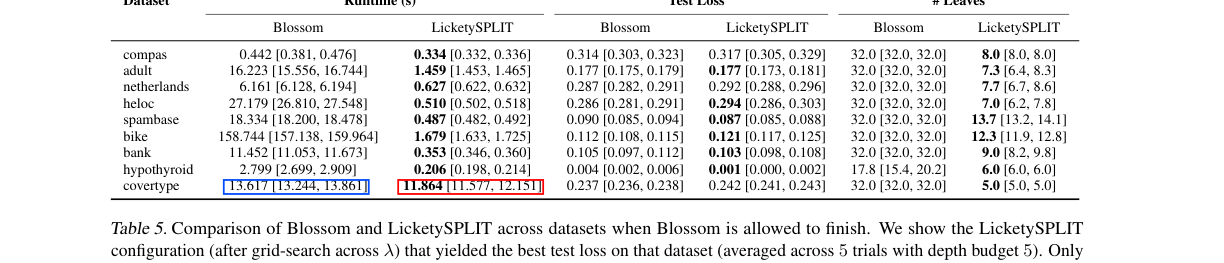 Dataset Runtime (s) Test Loss # Leaves
Blossom LicketySPLIT Blossom LicketySPLIT Blossom LicketySPLIT
compas 0.442 [0.381, 0.476] 0.334 [0.332, 0.336] 0.314 [0.303, 0.323] 0.317 [0.305, 0.329] 32.0 [32.0, 32.0] 8.0 [8.0, 8.0]
adult 16.223 [15.556, 16.744] 1.459 [1.453, 1.465] 0.177 [0.175, 0.179] 0.177 [0.173, 0.181] 32.0 [32.0, 32.0] 7.3 [6.4, 8.3]
netherlands 6.161 [6.128, 6.194] 0.627 [0.622, 0.632] 0.287 [0.282, 0.291] 0.292 [0.288, 0.296] 32.0 [32.0, 32.0] 7.7 [6.7, 8.6]
heloc 27.179 [26.810, 27.548] 0.510 [0.502, 0.518] 0.286 [0.281, 0.291] 0.294 [0.286, 0.303] 32.0 [32.0, 32.0] 7.0 [6.2, 7.8]
spambase 18.334 [18.200, 18.478] 0.487 [0.482, 0.492] 0.090 [0.085, 0.094] 0.087 [0.085, 0.088] 32.0 [32.0, 32.0] 13.7 [13.2, 14.1]
bike 158.744 [157.138, 159.964] 1.679 [1.633, 1.725] 0.112 [0.108, 0.115] 0.121 [0.117, 0.125] 32.0 [32.0, 32.0] 12.3 [11.9, 12.8]
bank 11.452 [11.053, 11.673] 0.353 [0.346, 0.360] 0.105 [0.097, 0.112] 0.103 [0.098, 0.108] 32.0 [32.0, 32.0] 9.0 [8.2, 9.8]
hypothyroid 2.799 [2.699, 2.909] 0.206 [0.198, 0.214] 0.004 [0.002, 0.006] 0.001 [0.000, 0.002] 17.8 [15.4, 20.2] 6.0 [6.0, 6.0]
covertype 13.617 [13.244, 13.861] 11.864 [11.577, 12.151] 0.237 [0.236, 0.238] 0.242 [0.241, 0.243] 32.0 [32.0, 32.0] 5.0 [5.0, 5.0]
Table 5. Comparison of Blossom and LicketySPLIT across datasets when Blossom is allowed to finish. We show the LicketySPLIT
configuration (after grid-search across λ) that yielded the best test loss on that dataset (averaged across 5 trials with depth budget 5). Only